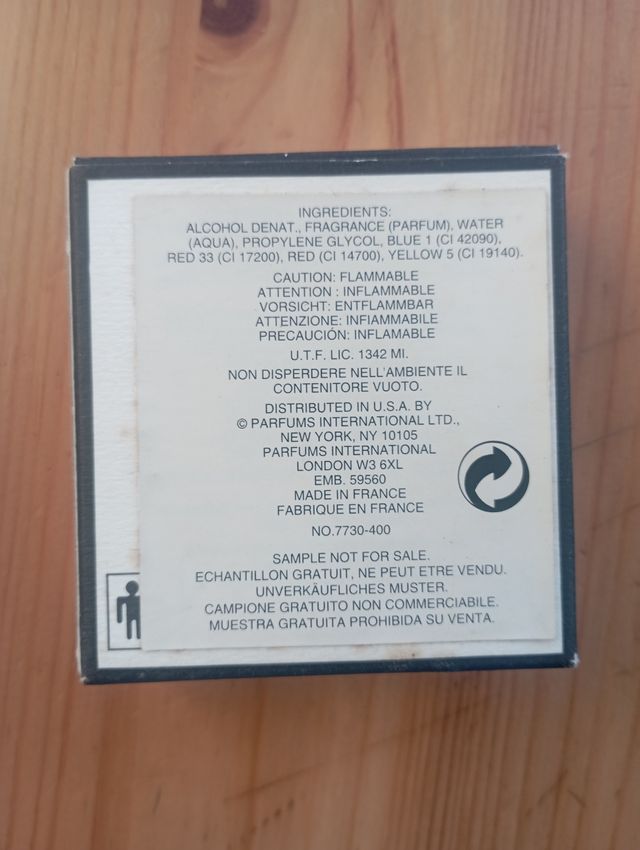 INGREDIENTS:
ALCOHOL DENAT., FRAGRANCE (PARFUM), WATER
(AQUA), PROPYLENE GLYCOL, BLUE 1 (CI 42090),
RED 33 (CI 17200), RED (CI 14700), YELLOW 5 (CI 19140).
CAUTION: FLAMMABLE
ATTENTION : INFLAMMABLE
VORSICHT: ENTFLAMMBAR
ATTENZIONE: INFIAMMABILE
PRECAUCIÓN: INFLAMABLE
U.T.F. LIC. 1342 MI.
NON DISPERDERE NELL'AMBIENTE IL
CONTENITORE VUOTO.
DISTRIBUTED IN U.S.A. BY
© PARFUMS INTERNATIONAL LTD.,
NEW YORK, NY 10105
PARFUMS INTERNATIONAL
LONDON W3 6XL
EMB. 59560
MADE IN FRANCE
FABRIQUE EN FRANCE
NO.7730-400
SAMPLE NOT FOR SALE.
ECHANTILLON GRATUIT, NE PEUT ETRE VENDU.
UNVERKÂUFLICHES MUSTER.
CAMPIONE GRATUITO NON COMMERCIABILE.
MUESTRA GRATUITA PROHIBIDA SU VENTA.